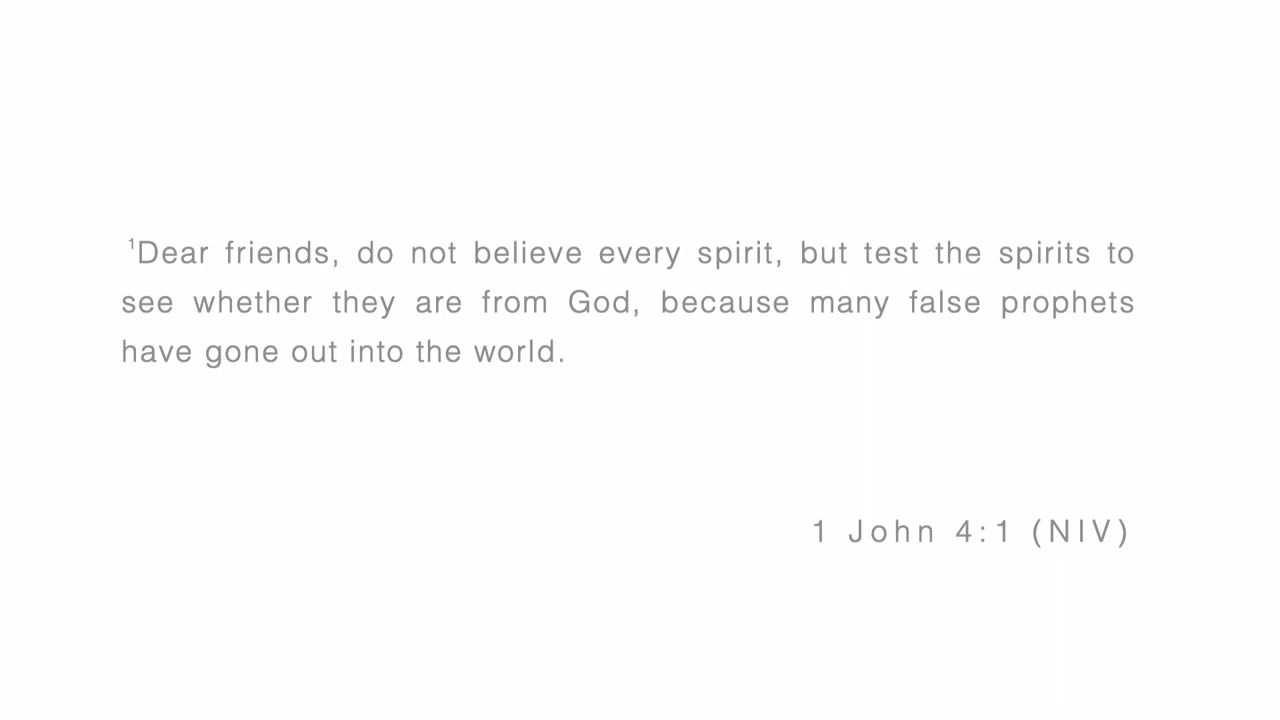 ¹Dear friends, do not believe every spirit, but test the spirits to
see whether they are from God, because many false prophets
have gone out into the world.
1 John 4:1 (NIV)